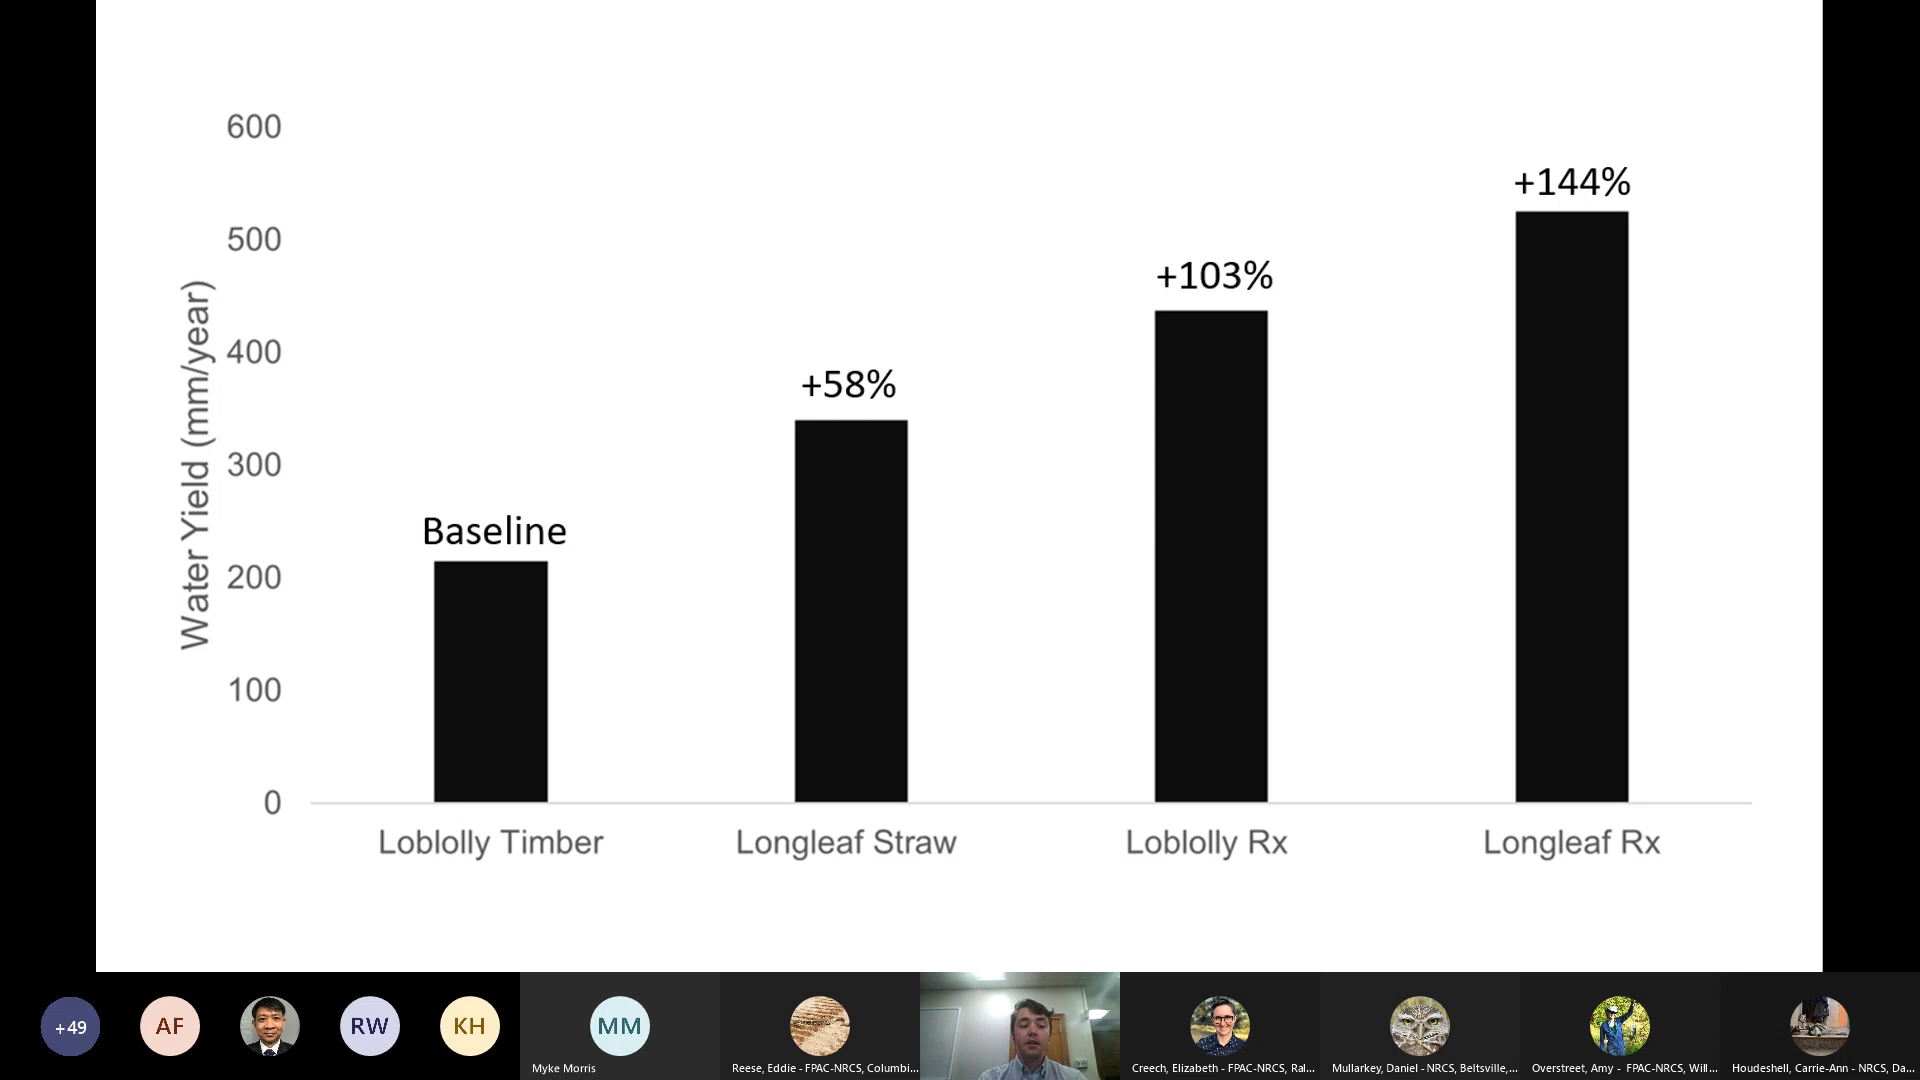 600
500
400
300
200
100
0
Water Yield (mm/year)
Baseline
+58%
+103%
+144%
Loblolly Timber
Longleaf Straw
Loblolly Rx
Longleaf Rx
+49
AF
RW
KH
MM
Myke Morris
Reese, Eddie - FPAC-NRCS, Columbi...
Creech, Elizabeth - FPAC-NRCS, Ral...
Mullarkey, Daniel - NRCS, Beltsville,...
Overstreet, Amy - FPAC-NRCS, Will...
Houdeshell, Carrie-Ann - NRCS, Da...